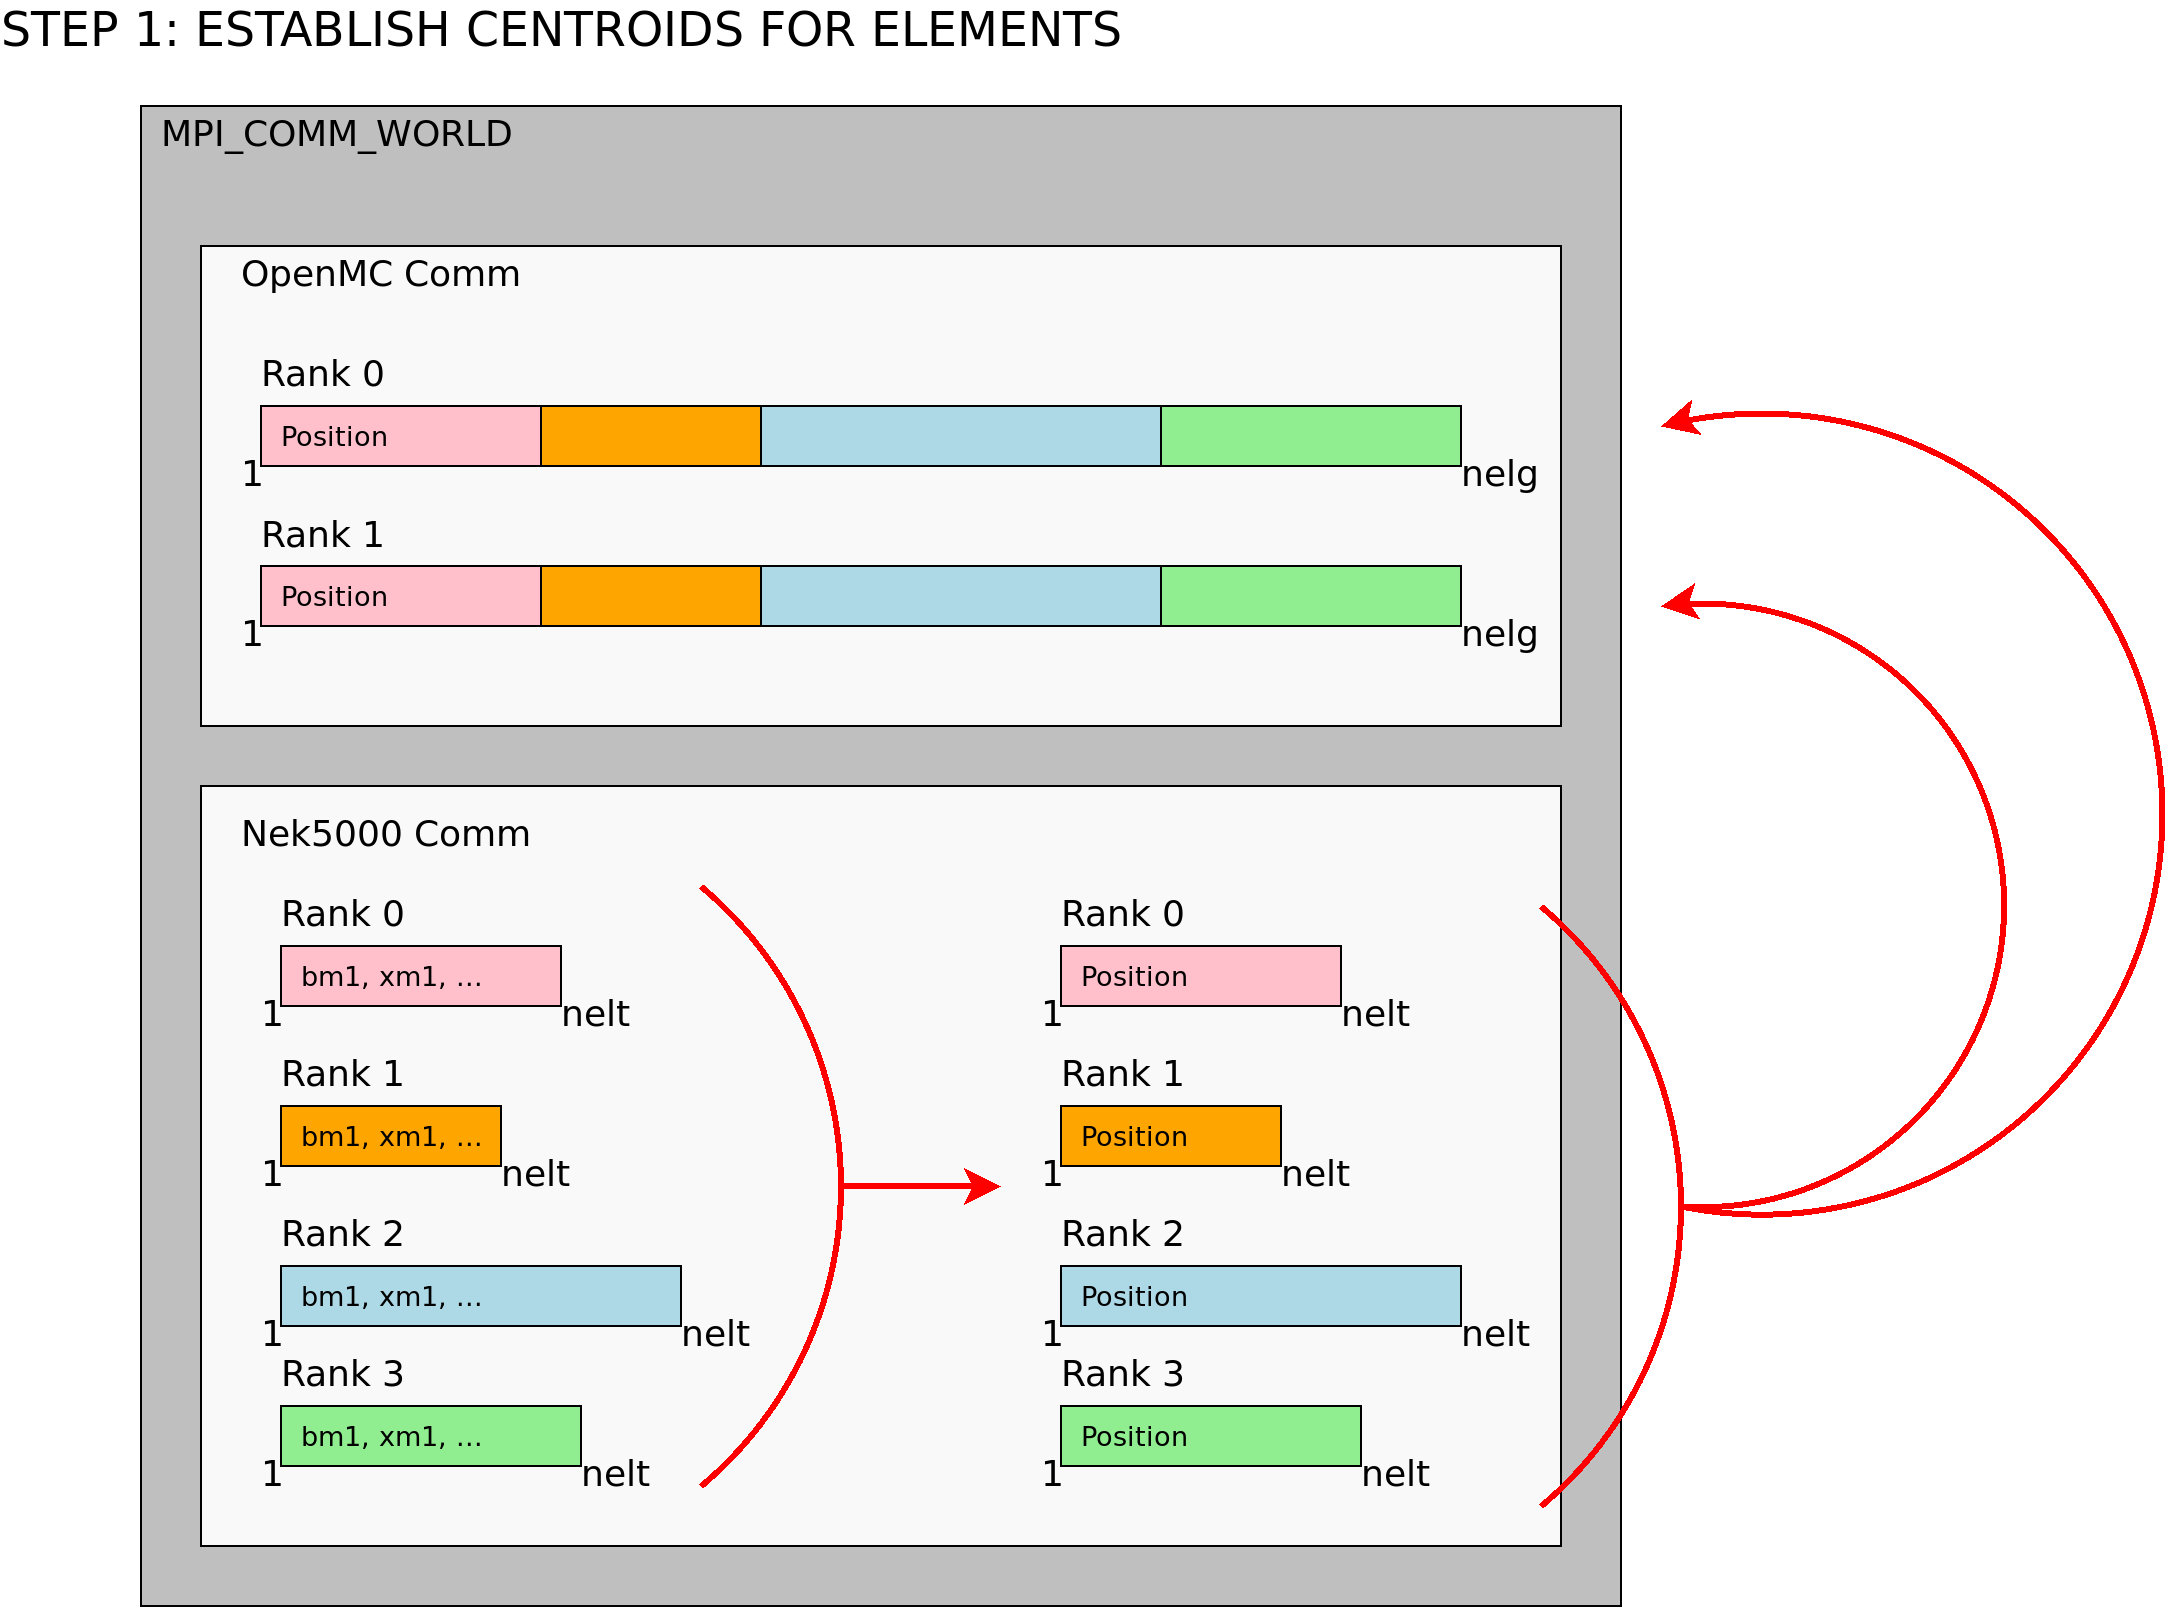 STEP 1: ESTABLISH CENTROIDS FOR ELEMENTS
MPI_COMM_WORLD
OpenMC Comm
Rank 0
Position
1
nelg
Rank 1
Position
1
nelg
Nek5000 Comm
Rank 0
bm1, xm1, ...
1
nelt
Rank 1
bm1, xm1, ...
1
nelt
Rank 2
bm1, xm1, ...
1
nelt
Rank 3
bm1, xm1, ...
1
nelt
Rank 0
Position
1
nelt
Rank 1
Position
1
nelt
Rank 2
Position
1
nelt
Rank 3
Position
1
nelt